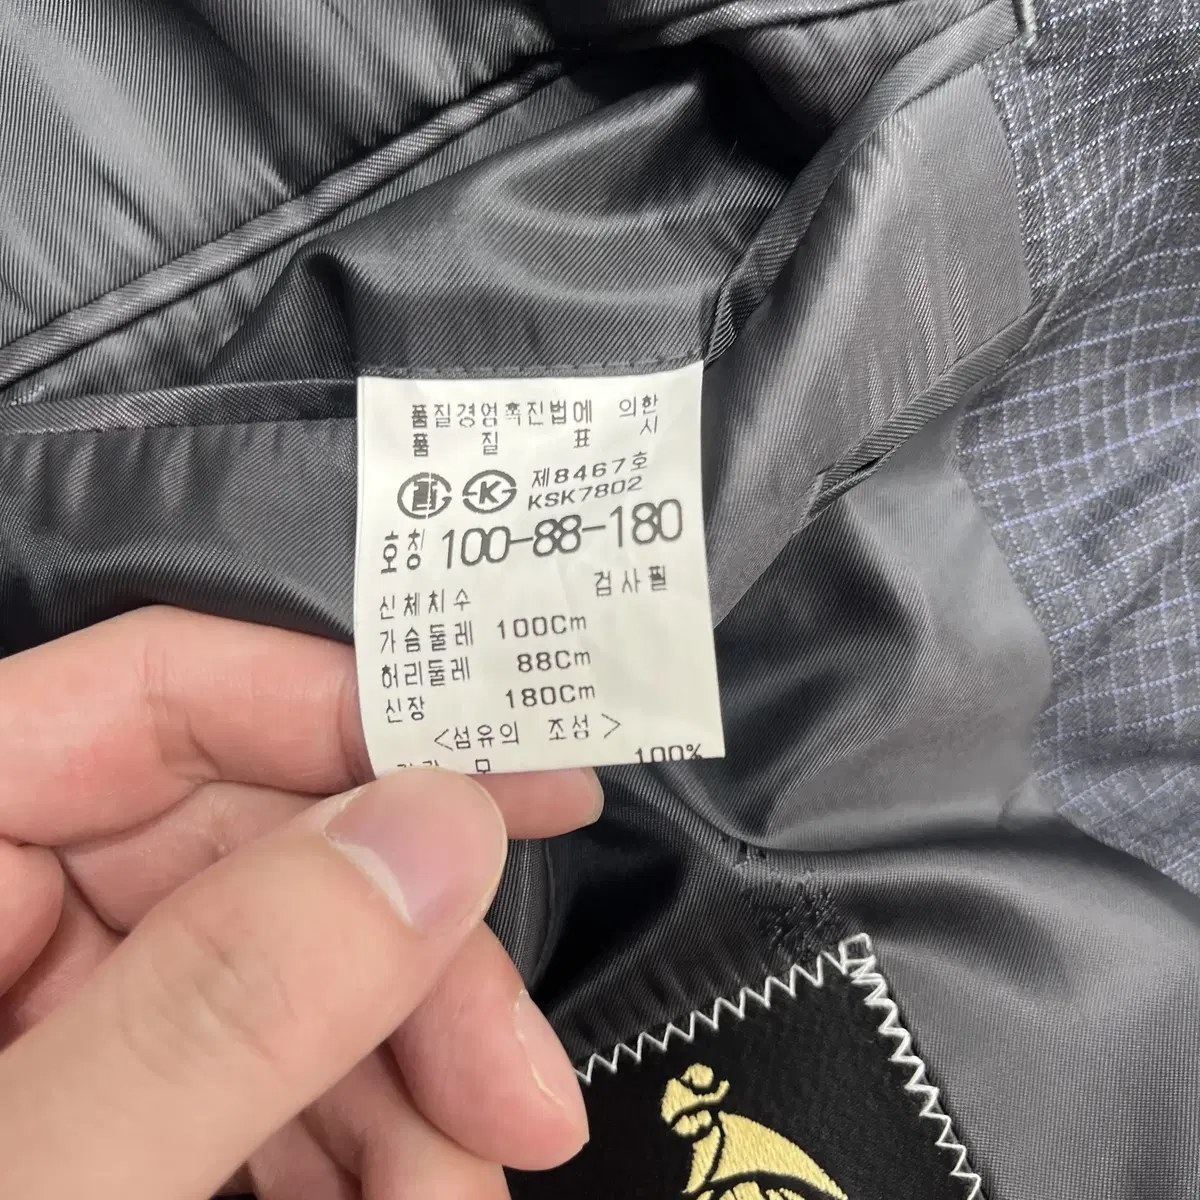 품질경영촉진법에 의한
품 질 표 시
제8467호
K KSK7802
호칭 100-88-180
검사필
신체치수
가슴둘레 100Cm
허리둘레 88Cm
신장 180Cm
<섬유의 조성>
모 100%